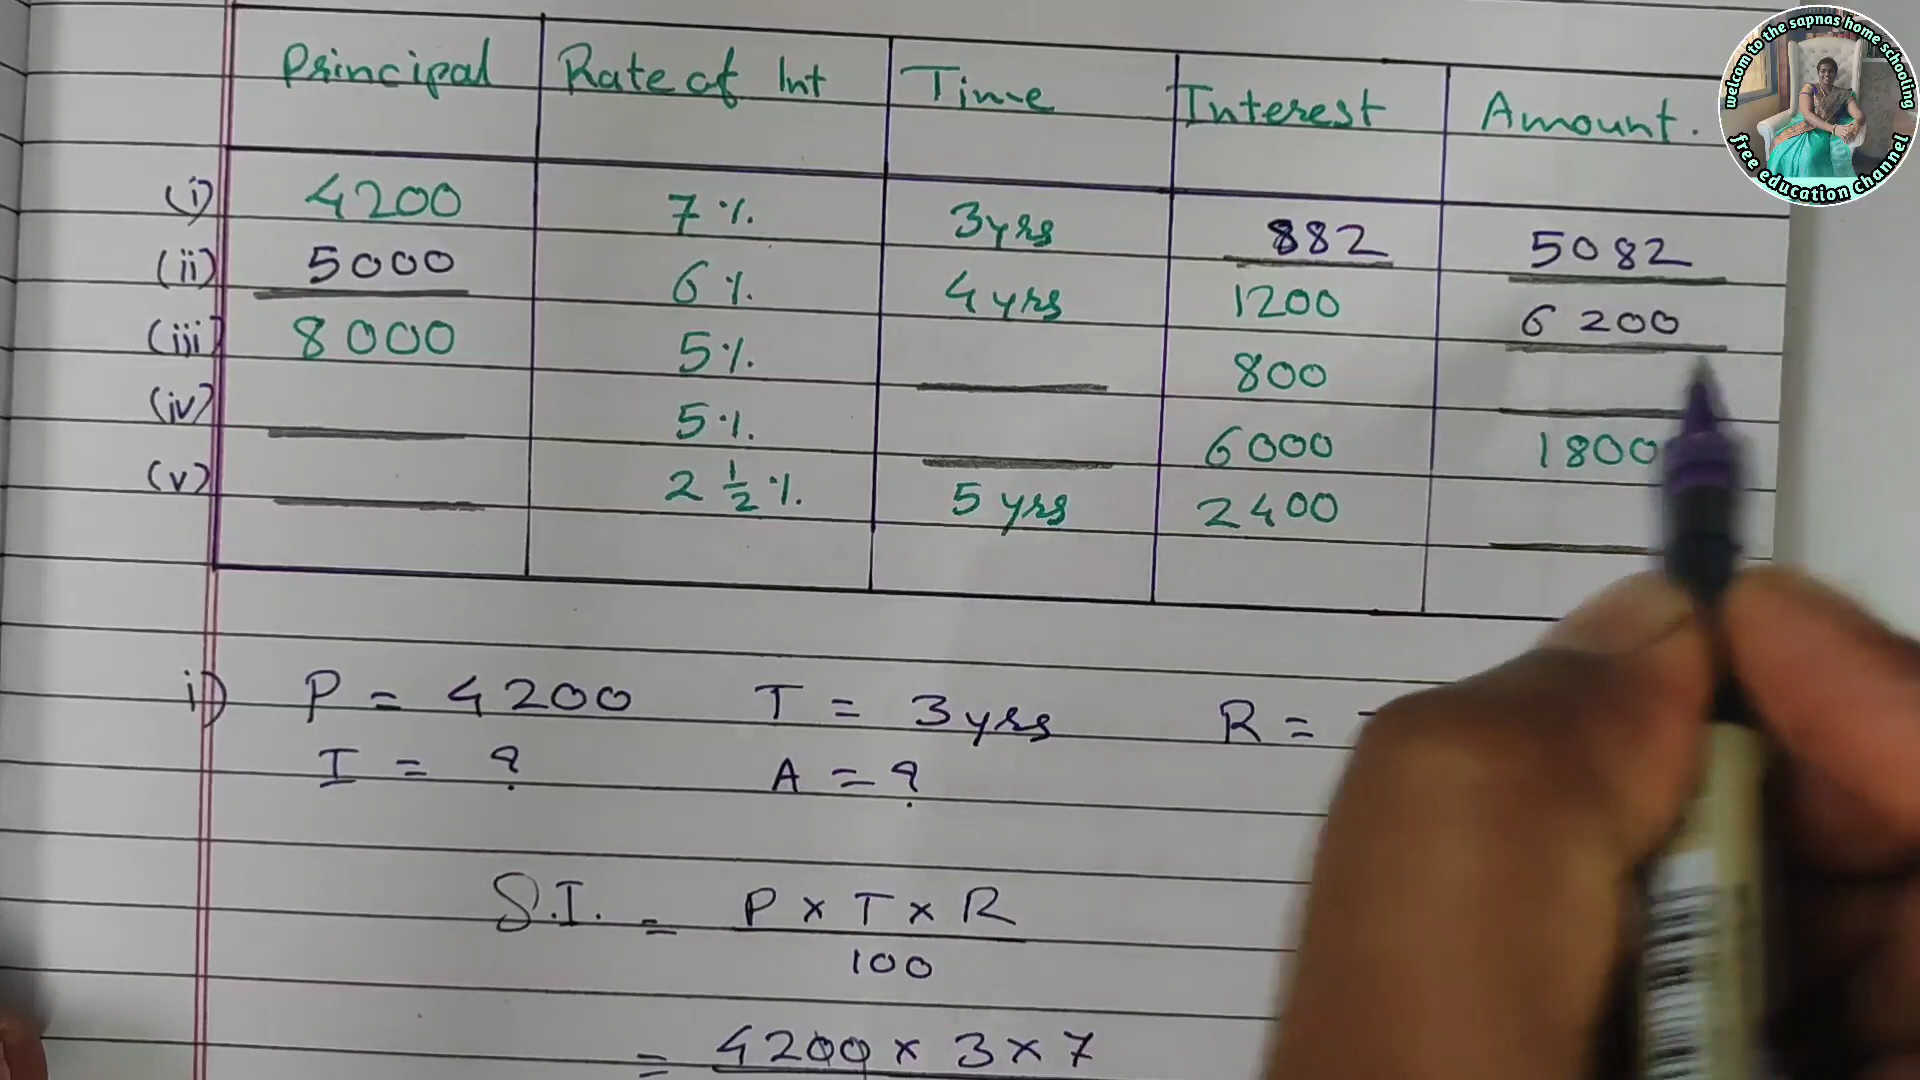 Principal Rate of Int Time Interest Amount.
(i) 4200 7% 3yrs 882 5082
(ii) 5000 6% 4yrs 1200 6200
(iii) 8000 5% 800
(iv) 5% 6000 1800
(v) 2 1/2 % 5 yrs 2400
i) P = 4200 T = 3yrs R =
I = ? A = ?
S.I. = P × T × R
100
= 4200 × 3 × 7
welcom to the sapnas home schooling
free education channel